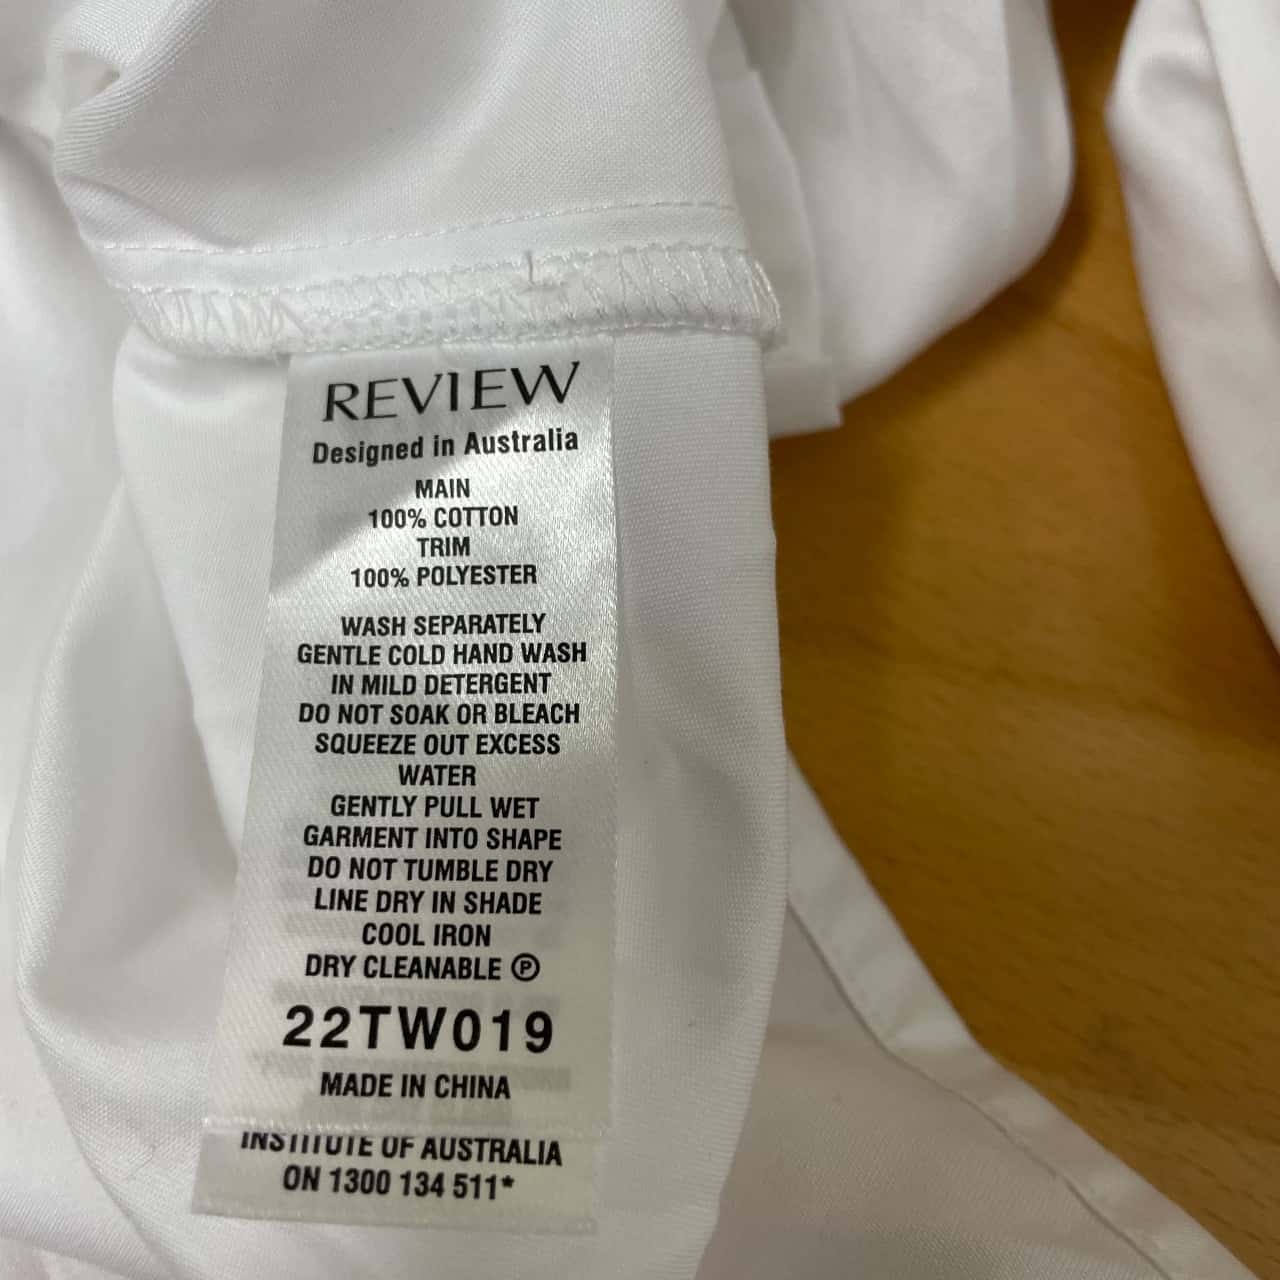 REVIEW
Designed in Australia
MAIN
100% COTTON
TRIM
100% POLYESTER
WASH SEPARATELY
GENTLE COLD HAND WASH
IN MILD DETERGENT
DO NOT SOAK OR BLEACH
SQUEEZE OUT EXCESS
WATER
GENTLY PULL WET
GARMENT INTO SHAPE
DO NOT TUMBLE DRY
LINE DRY IN SHADE
COOL IRON
DRY CLEANABLE Ⓟ
22TW019
MADE IN CHINA
INSTITUTE OF AUSTRALIA
ON 1300 134 511*